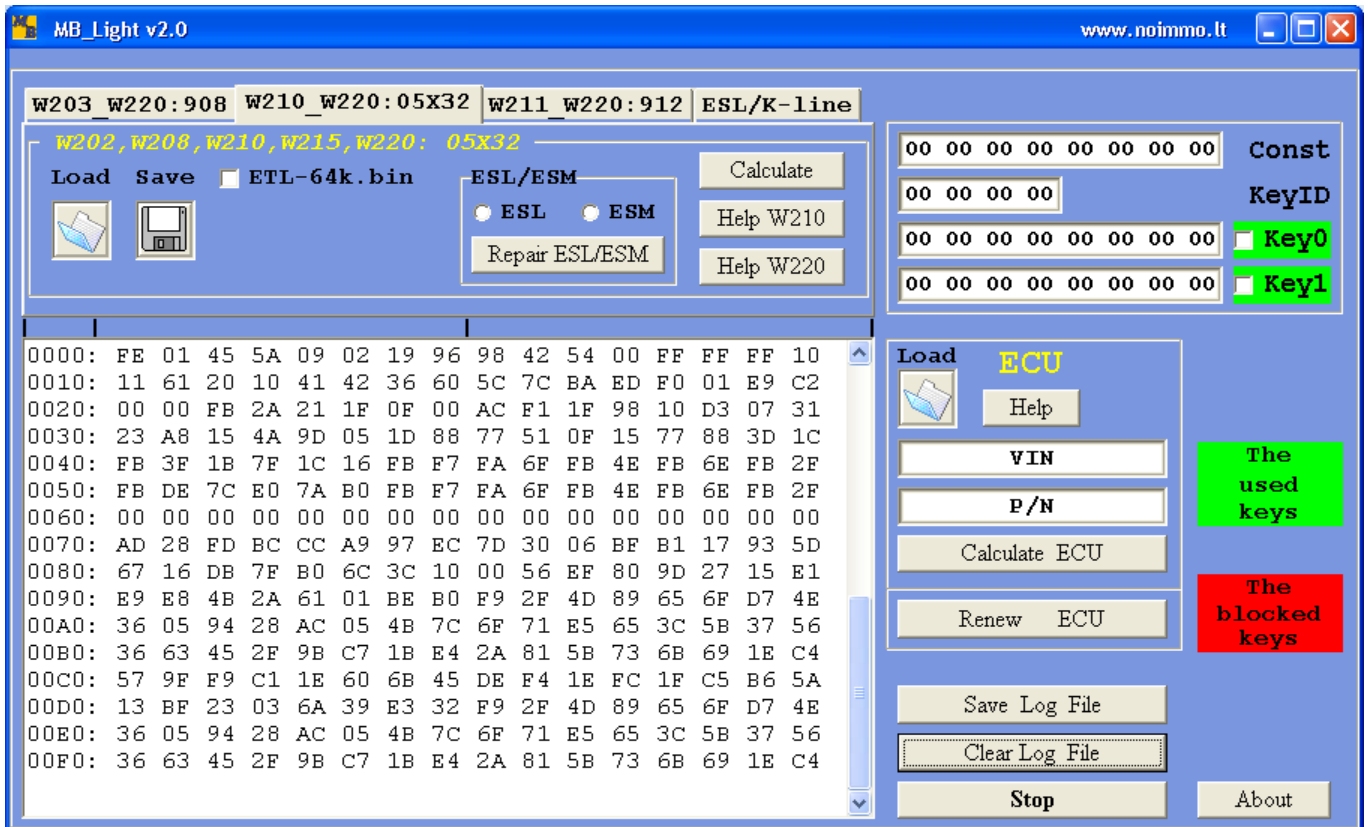 MB_Light v2.0 www.noimmo.lt
W203_W220:908 W210_W220:05X32 W211_W220:912 ESL/K-line
W202,W208,W210,W215,W220: 05X32
Load Save ETL-64k.bin
ESL/ESM
ESL ESM
Repair ESL/ESM
Calculate
Help W210
Help W220
00 00 00 00 00 00 00 00 Const
00 00 00 00 KeyID
00 00 00 00 00 00 00 00 Key0
00 00 00 00 00 00 00 00 Key1
0000: FE 01 45 5A 09 02 19 96 98 42 54 00 FF FF FF 10
0010: 11 61 20 10 41 42 36 60 5C 7C BA ED F0 01 E9 C2
0020: 00 00 FB 2A 21 1F 0F 00 AC F1 1F 98 10 D3 07 31
0030: 23 A8 15 4A 9D 05 1D 88 77 51 0F 15 77 88 3D 1C
0040: FB 3F 1B 7F 1C 16 FB F7 FA 6F FB 4E FB 6E FB 2F
0050: FB DE 7C E0 7A B0 FB F7 FA 6F FB 4E FB 6E FB 2F
0060: 00 00 00 00 00 00 00 00 00 00 00 00 00 00 00 00
0070: AD 28 FD BC CC A9 97 EC 7D 30 06 BF B1 17 93 5D
0080: 67 16 DB 7F B0 6C 3C 10 00 56 EF 80 9D 27 15 E1
0090: E9 E8 4B 2A 61 01 BE B0 F9 2F 4D 89 65 6F D7 4E
00A0: 36 05 94 28 AC 05 4B 7C 6F 71 E5 65 3C 5B 37 56
00B0: 36 63 45 2F 9B C7 1B E4 2A 81 5B 73 6B 69 1E C4
00C0: 57 9F F9 C1 1E 60 6B 45 DE F4 1E FC 1F C5 B6 5A
00D0: 13 BF 23 03 6A 39 E3 32 F9 2F 4D 89 65 6F D7 4E
00E0: 36 05 94 28 AC 05 4B 7C 6F 71 E5 65 3C 5B 37 56
00F0: 36 63 45 2F 9B C7 1B E4 2A 81 5B 73 6B 69 1E C4
Load ECU
Help
VIN
P/N
Calculate ECU
Renew ECU
The
used
keys
The
blocked
keys
Save Log File
Clear Log File
Stop
About